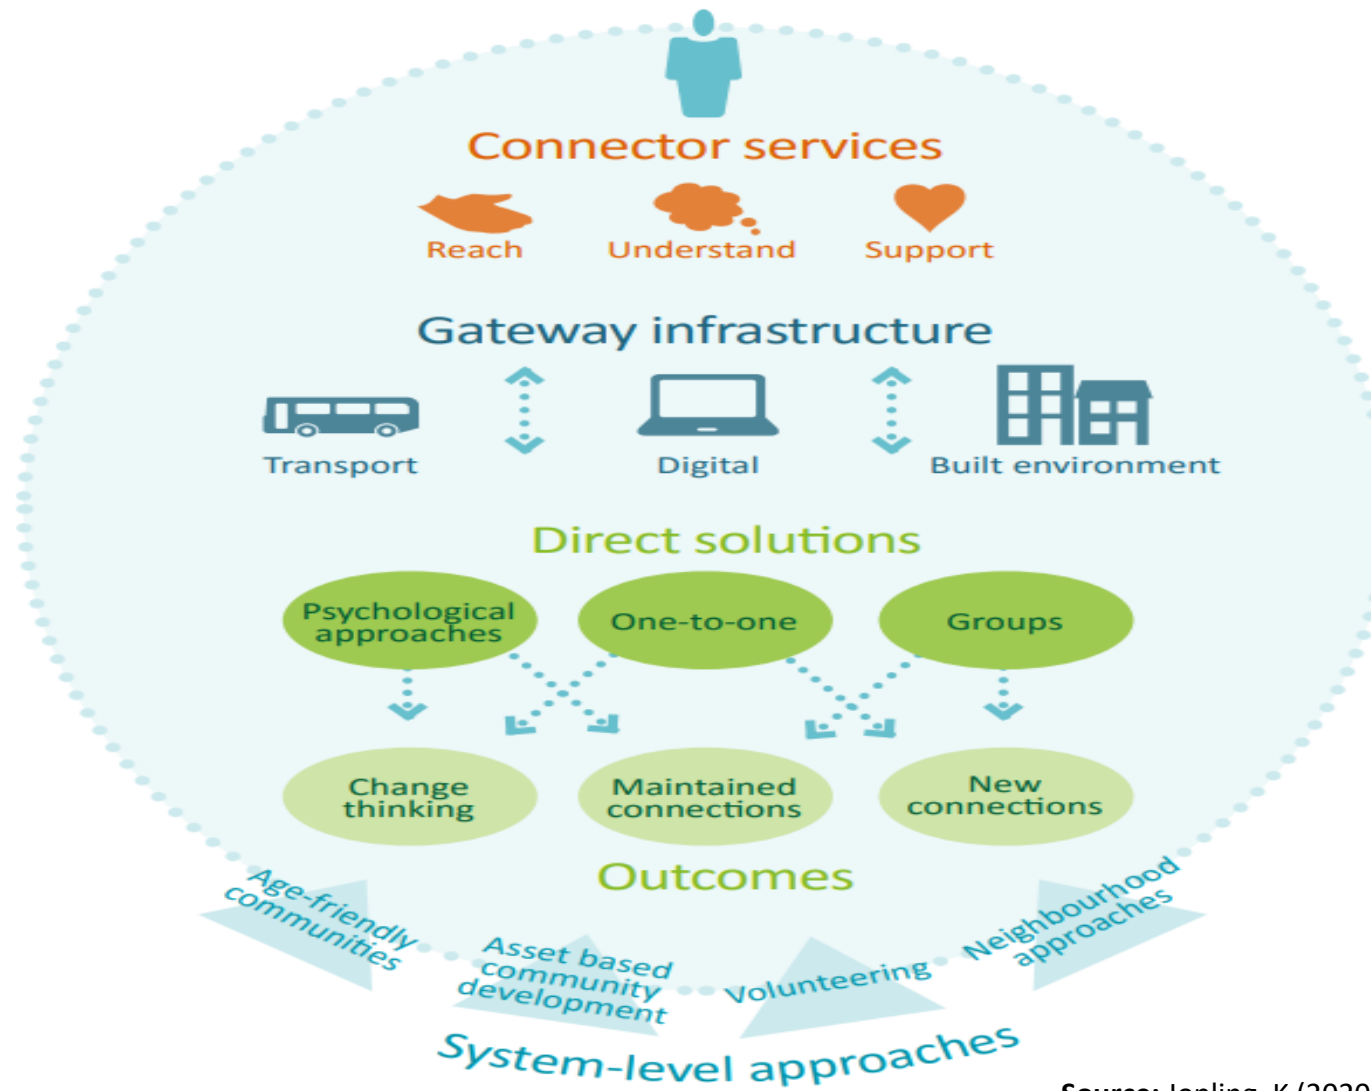 Connector services
Reach Understand Support
Gateway infrastructure
Transport Digital Built environment
Direct solutions
Psychological
approaches
One-to-one
Groups
Change
thinking
Maintained
connections
New
connections
Outcomes
Age-friendly
communities
Asset based
community
development
Volunteering
Neighbourhood
approaches
System-level approaches